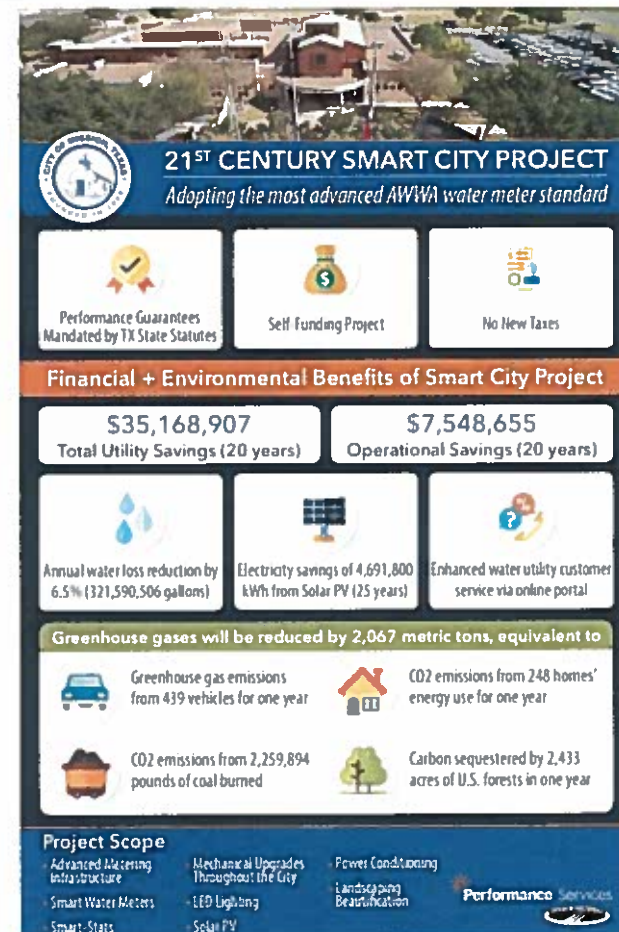 CITY OF
TEXAS
FOUNDED IN
21ST CENTURY SMART CITY PROJECT
Adopting the most advanced AWWA water meter standard
Performance Guarantees
Mandated by TX State Statutes
Self-Funding Project
No New Taxes
Financial + Environmental Benefits of Smart City Project
$35,168,907
Total Utility Savings (20 years)
$7,548,655
Operational Savings (20 years)
Annual water loss reduction by
6.5% (321,590,506 gallons)
Electricity savings of 4,691,800
kWh from Solar PV (25 years)
Enhanced water utility customer
service via online portal
Greenhouse gases will be reduced by 2,067 metric tons, equivalent to
Greenhouse gas emissions
from 439 vehicles for one year
CO2 emissions from 248 homes'
energy use for one year
CO2 emissions from 2,259,894
pounds of coal burned
Carbon sequestered by 2,433
acres of U.S. forests in one year
Project Scope
- Advanced Metering
Infrastructure
- Smart Water Meters
- Smart-Stats
- Mechanical Upgrades
Throughout the City
- LED Lighting
- Solar PV
- Power Conditioning
- Landscaping
Beautification
Performance Services